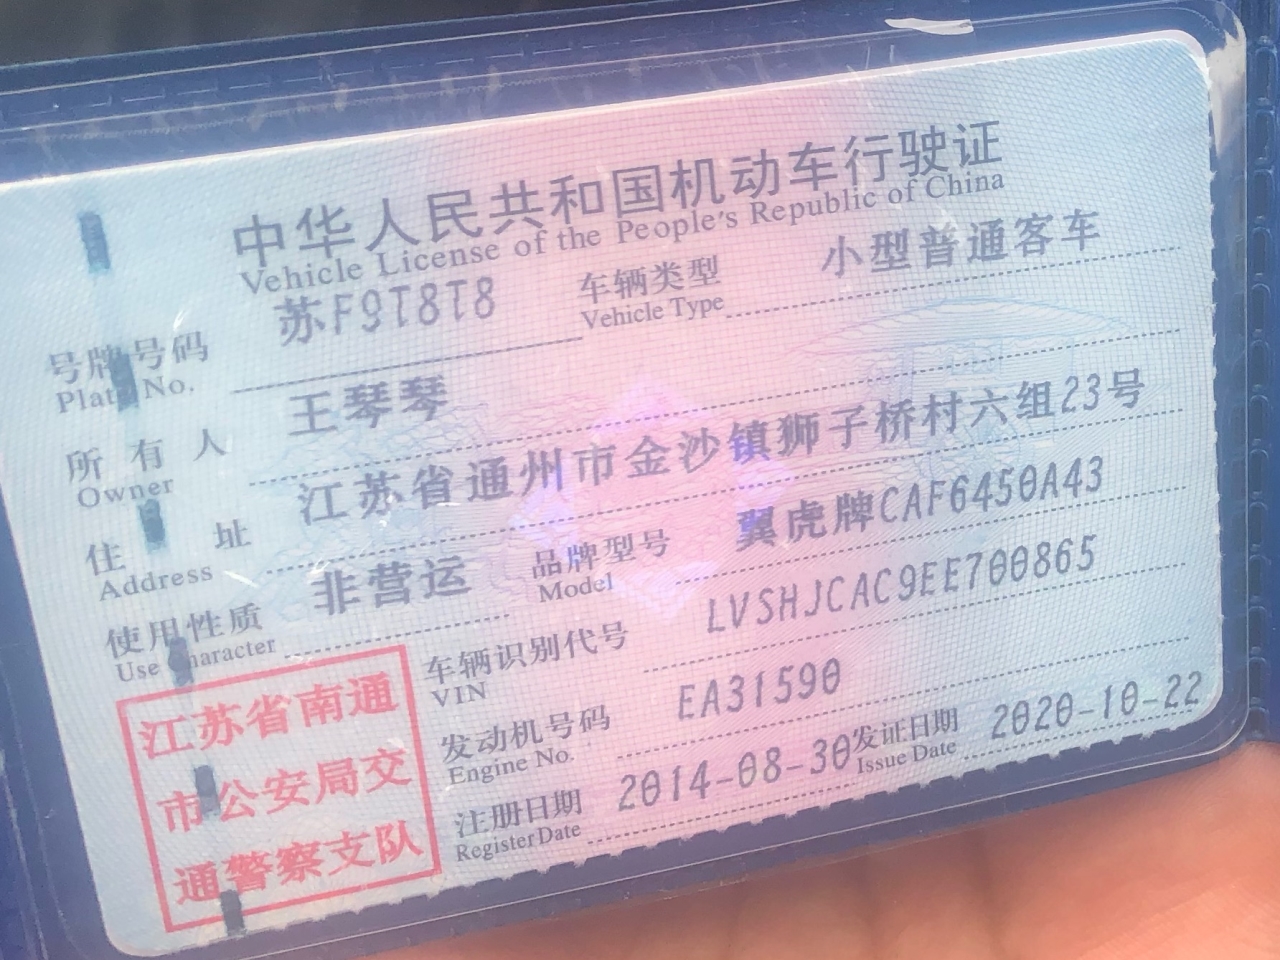 中华人民共和国机动车行驶证
Vehicle License of the People's Republic of China
号牌号码 苏F9T8T8 车辆类型 小型普通客车
Plate No. Vehicle Type
所有人 王琴琴
Owner
住址 江苏省通州市金沙镇狮子桥村六组23号
Address
使用性质 非营运 品牌型号 翼虎牌CAF6450A43
Use Character Model
车辆识别代号 LVSHJCAC9EE700865
VIN
发动机号码 EA31590
Engine No.
注册日期 2014-08-30 发证日期 2020-10-22
Register Date Issue Date
江苏省南通
市公安局交
通警察支队